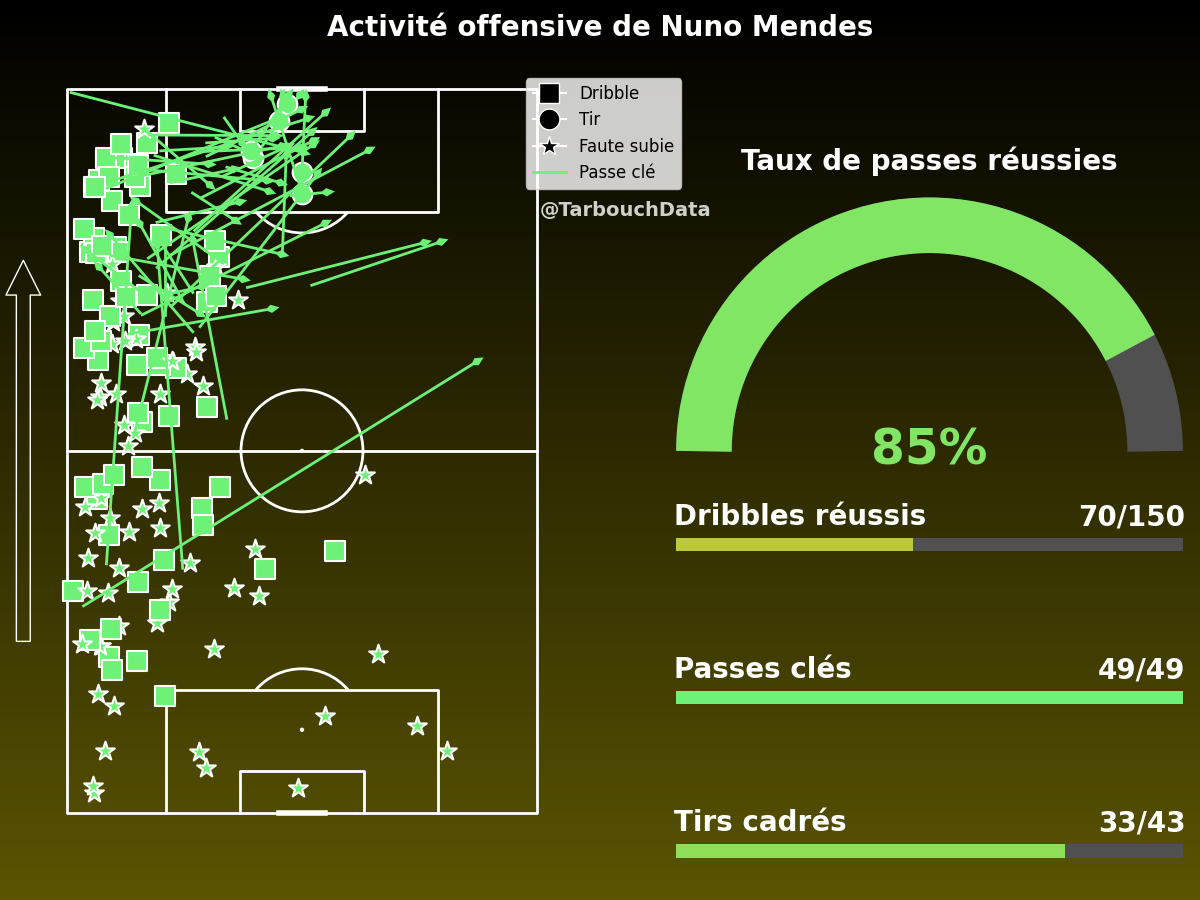 Activité offensive de Nuno Mendes
Dribble
Tir
Faute subie
Passe clé
@TarbouchData
Taux de passes réussies
85%
Dribbles réussis 70/150
Passes clés 49/49
Tirs cadrés 33/43